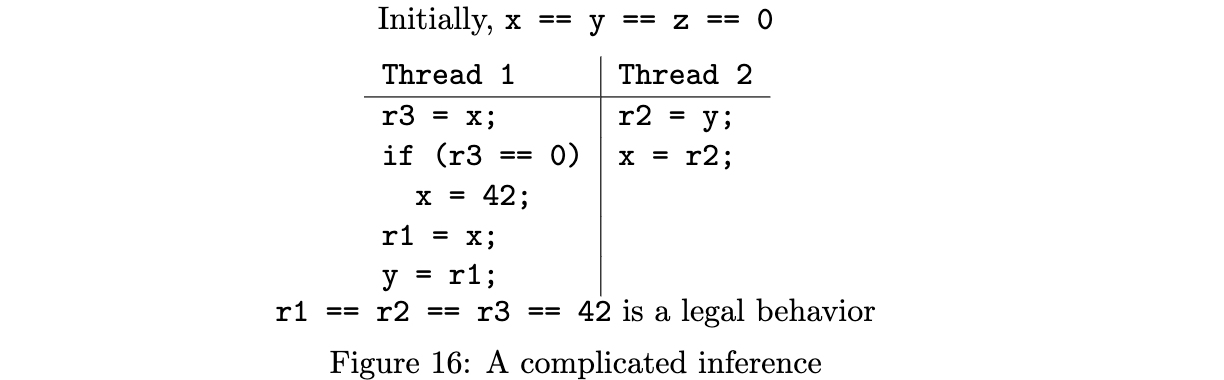 Initially, x == y == z == 0
Thread 1 Thread 2
r3 = x; r2 = y;
if (r3 == 0) x = r2;
x = 42;
r1 = x;
y = r1;
r1 == r2 == r3 == 42 is a legal behavior
Figure 16: A complicated inference